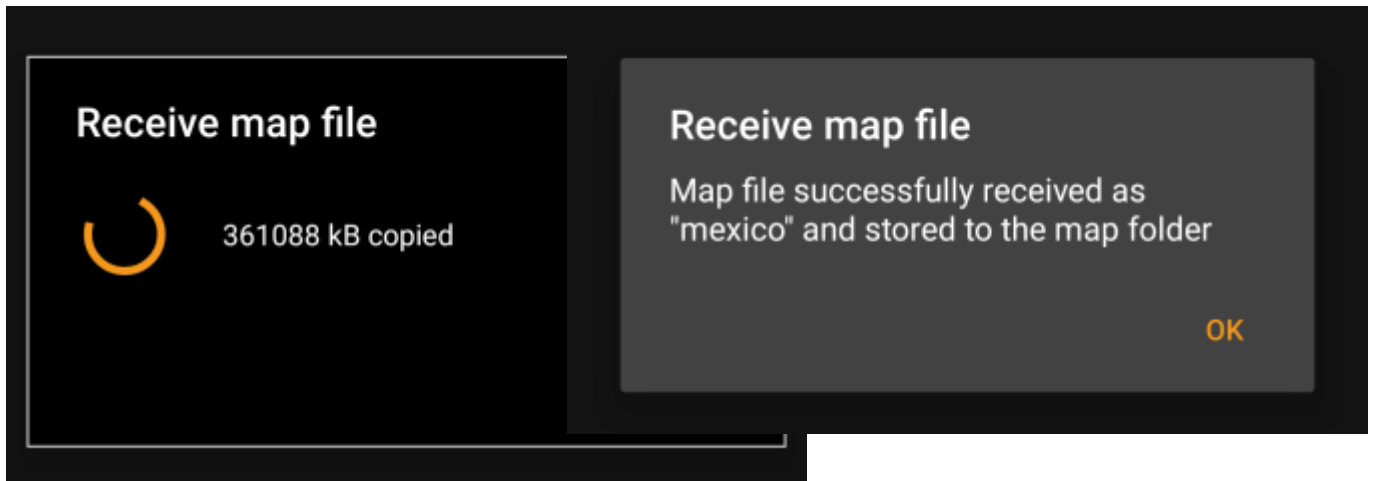 Receive map file
361088 kB copied
Receive map file
Map file successfully received as
"mexico" and stored to the map folder
OK